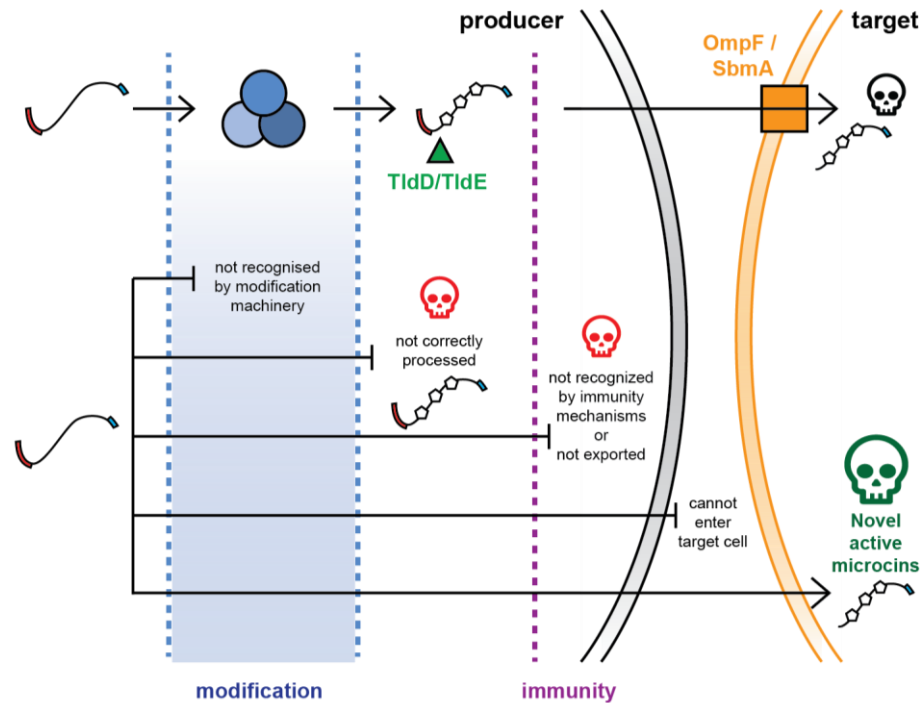 producer
target
OmpF /
SbmA
TldD/TldE
not recognised
by modification
machinery
not correctly
processed
not recognized
by immunity
mechanisms
or
not exported
cannot
enter
target cell
Novel
active
microcins
modification
immunity